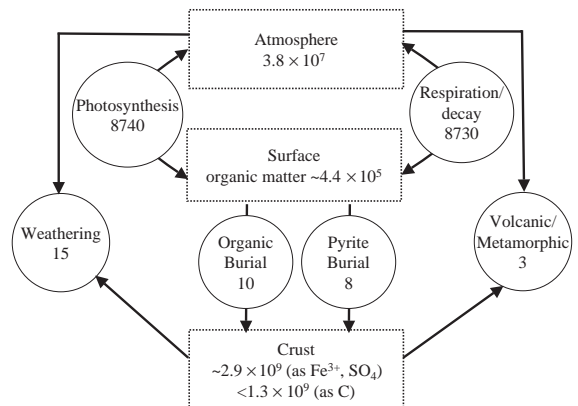 Atmosphere
3.8 × 10⁷
Photosynthesis
8740
Respiration/
decay
8730
Surface
organic matter ~4.4 × 10⁵
Weathering
15
Organic
Burial
10
Pyrite
Burial
8
Volcanic/
Metamorphic
3
Crust
~2.9 × 10⁹ (as Fe³⁺, SO₄)
<1.3 × 10⁹ (as C)